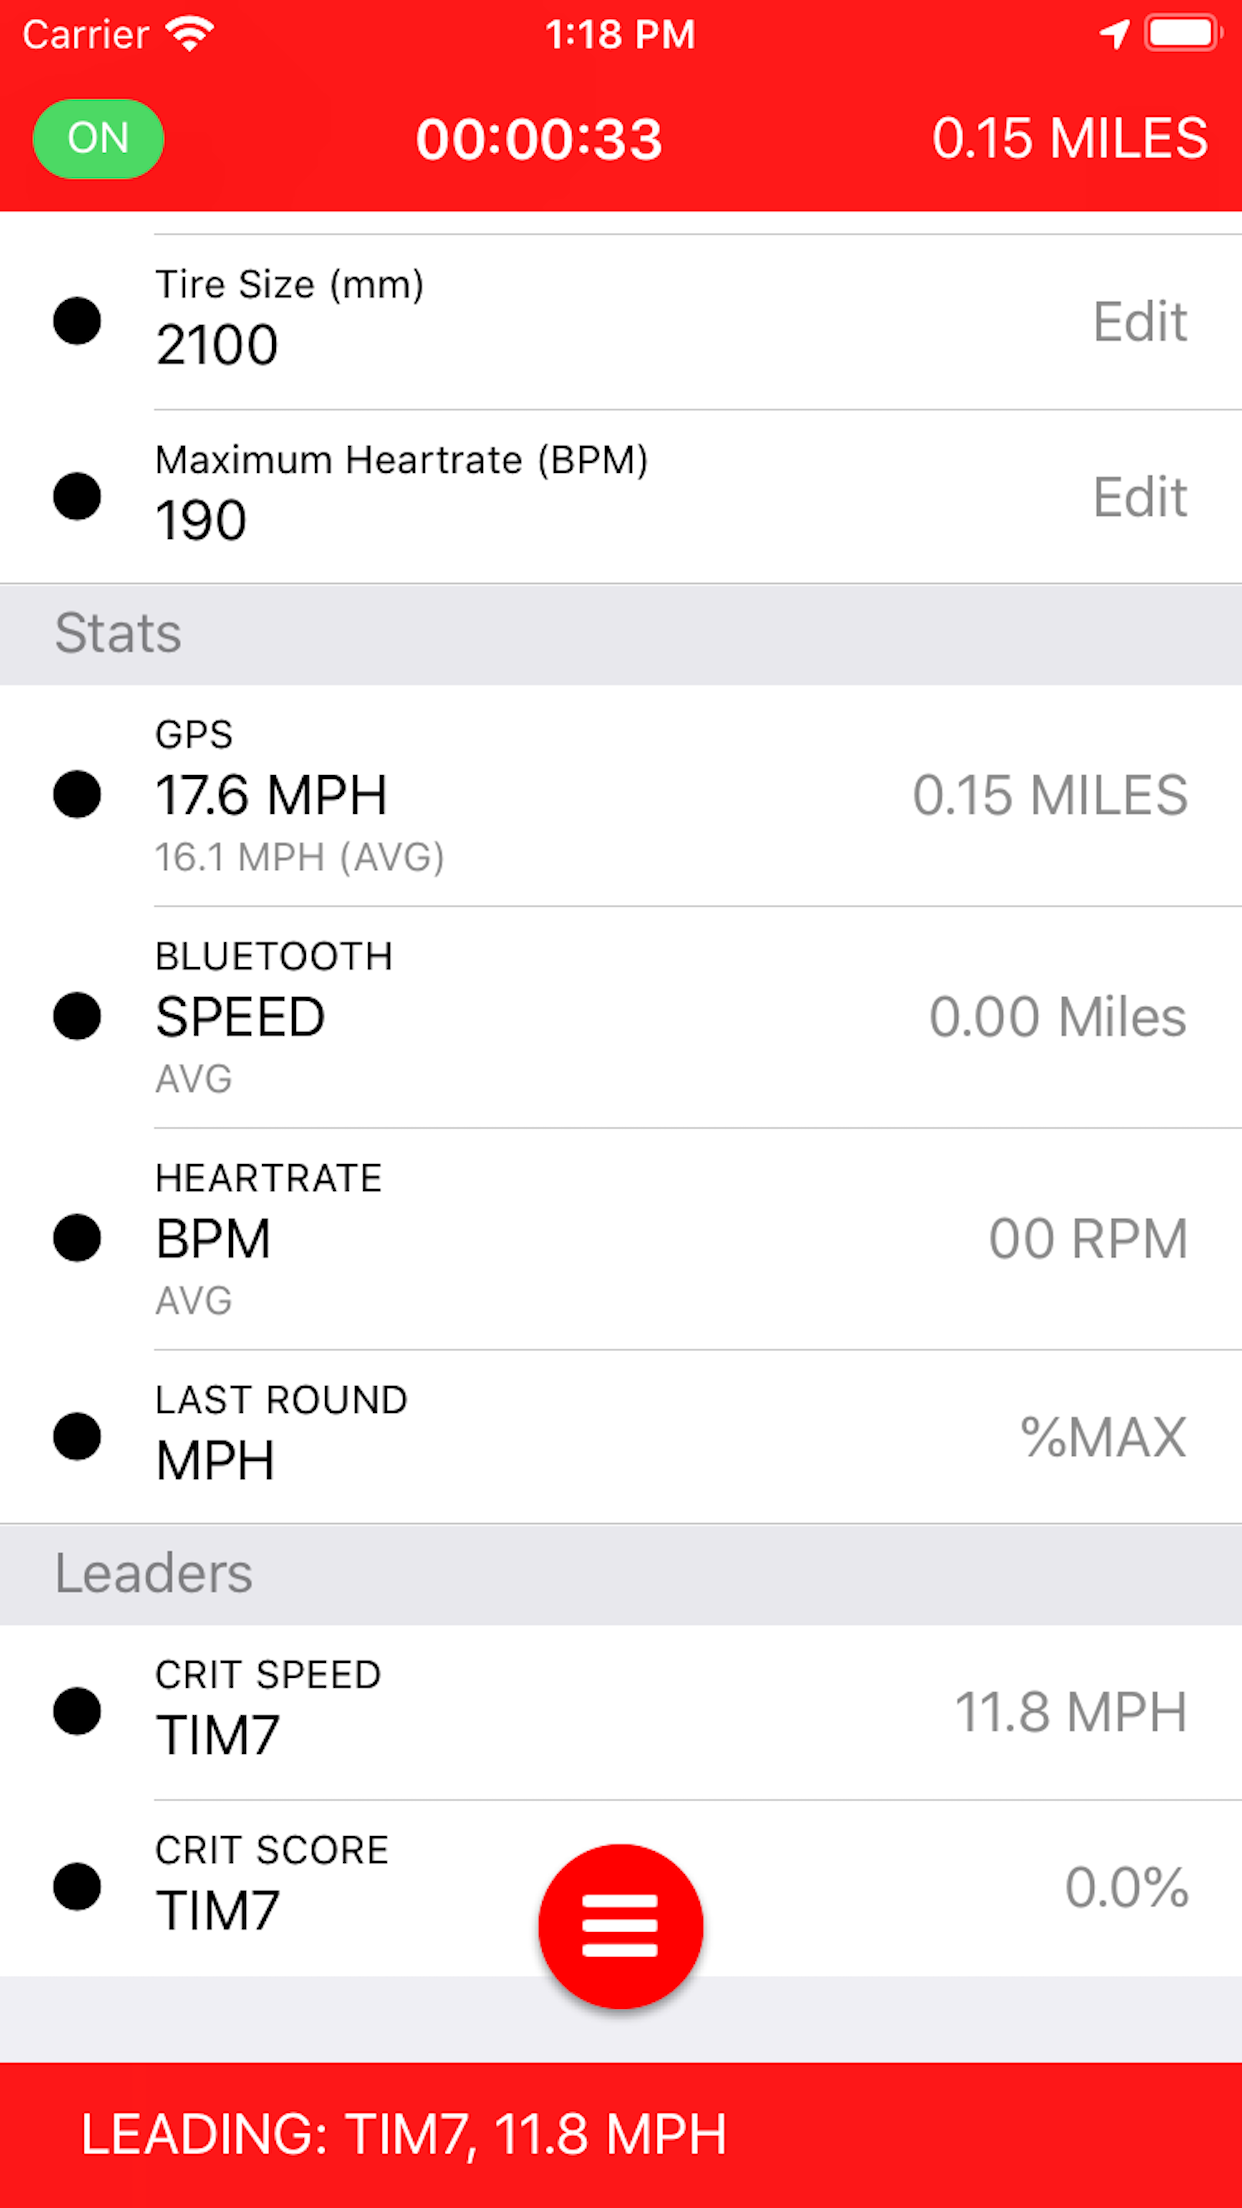 Carrier 1:18 PM
ON 00:00:33 0.15 MILES
Tire Size (mm)
2100 Edit
Maximum Heartrate (BPM)
190 Edit
Stats
GPS
17.6 MPH 0.15 MILES
16.1 MPH (AVG)
BLUETOOTH
SPEED 0.00 Miles
AVG
HEARTRATE
BPM 00 RPM
AVG
LAST ROUND
MPH %MAX
Leaders
CRIT SPEED
TIM7 11.8 MPH
CRIT SCORE
TIM7 0.0%
LEADING: TIM7, 11.8 MPH